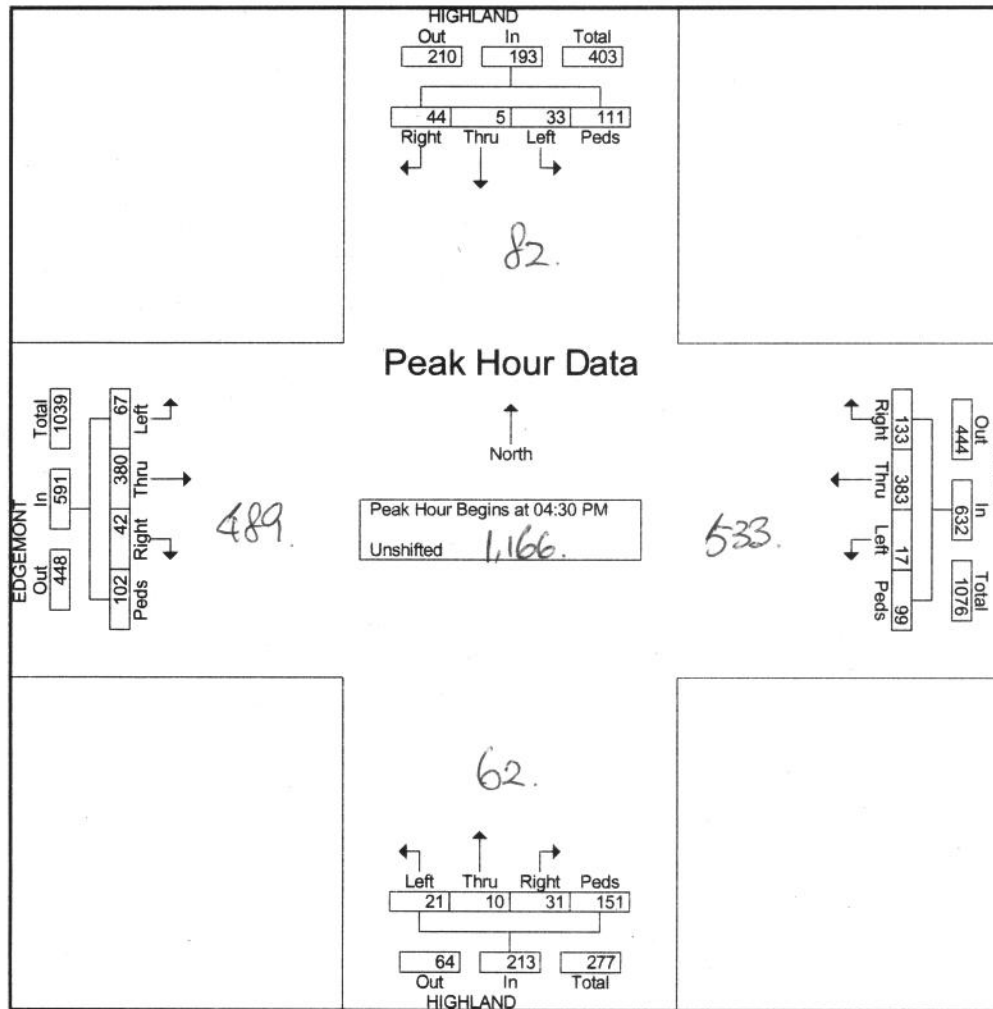 HIGHLAND
Out In Total
210 193 403
44 5 33 111
Right Thru Left Peds
82.
Peak Hour Data
North
Peak Hour Begins at 04:30 PM
Unshifted 1,166.
EDGEMONT
Total In Out
1039 591 448
67 380 42 102
Left Thru Right Peds
489.
533.
Right Thru Left Peds
133 383 17 99
Out In Total
444 632 1076
62.
Left Thru Right Peds
21 10 31 151
64 213 277
Out In Total
HIGHLAND